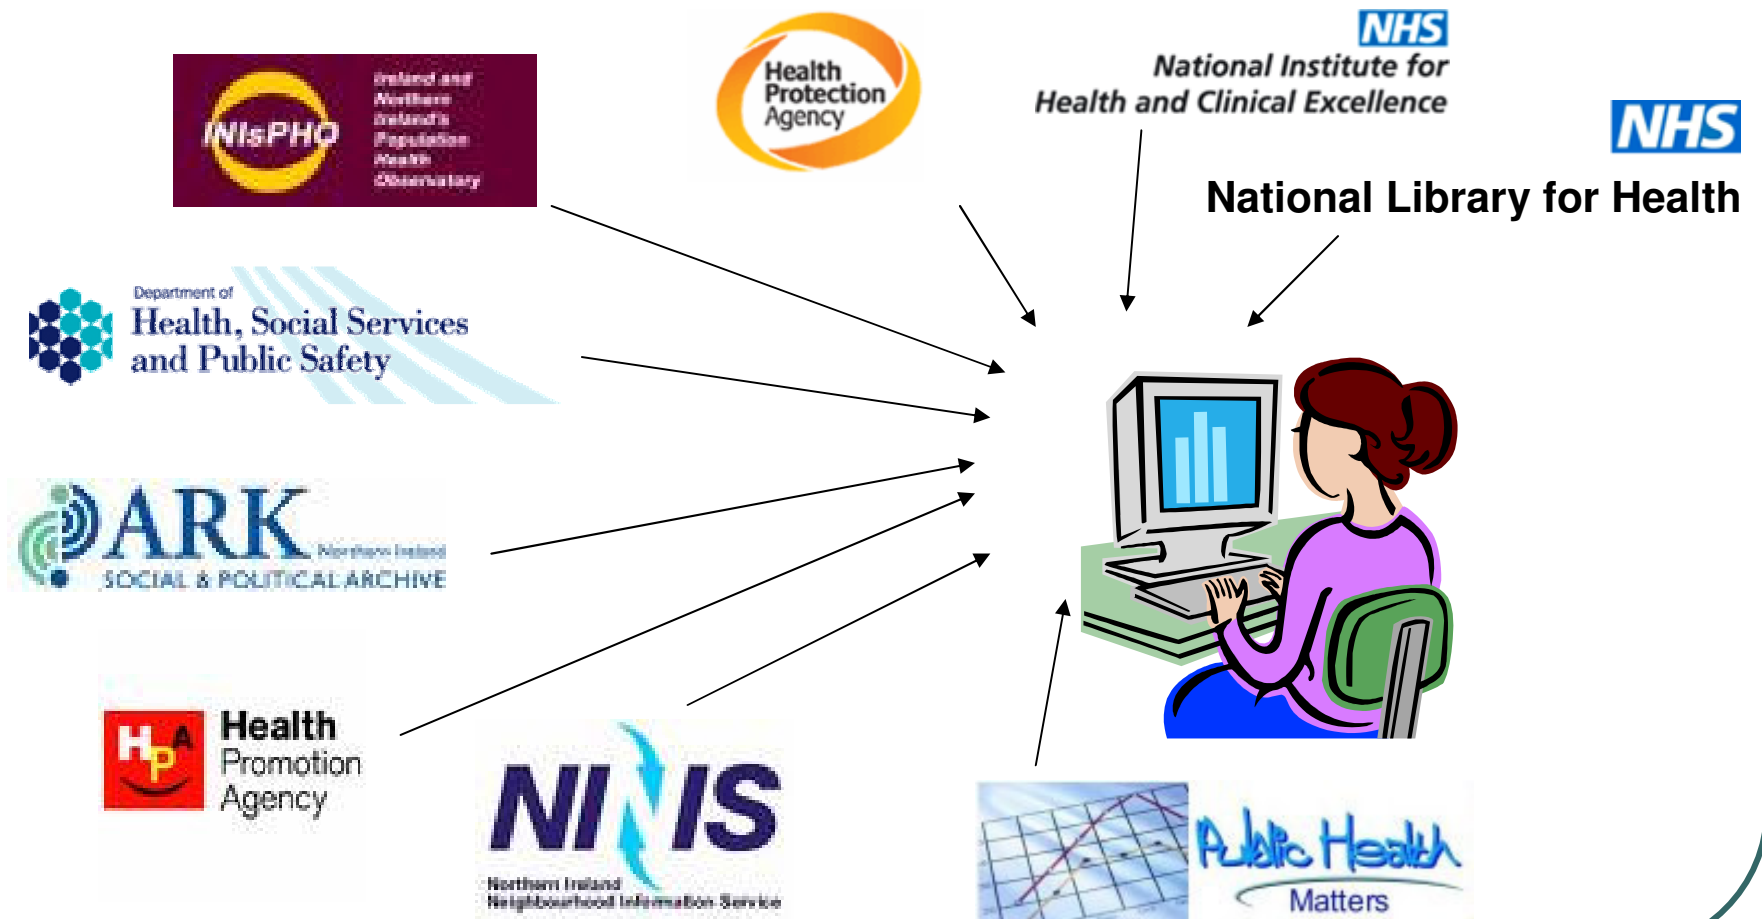 INIsPHO
Ireland and
Northern
Ireland's
Population
Health
Observatory
Health
Protection
Agency
NHS
National Institute for
Health and Clinical Excellence
NHS
National Library for Health
Department of
Health, Social Services
and Public Safety
ARK
Northern Ireland
SOCIAL & POLITICAL ARCHIVE
HPA
Health
Promotion
Agency
NINIS
Northern Ireland
Neighbourhood Information Service
Public Health
Matters